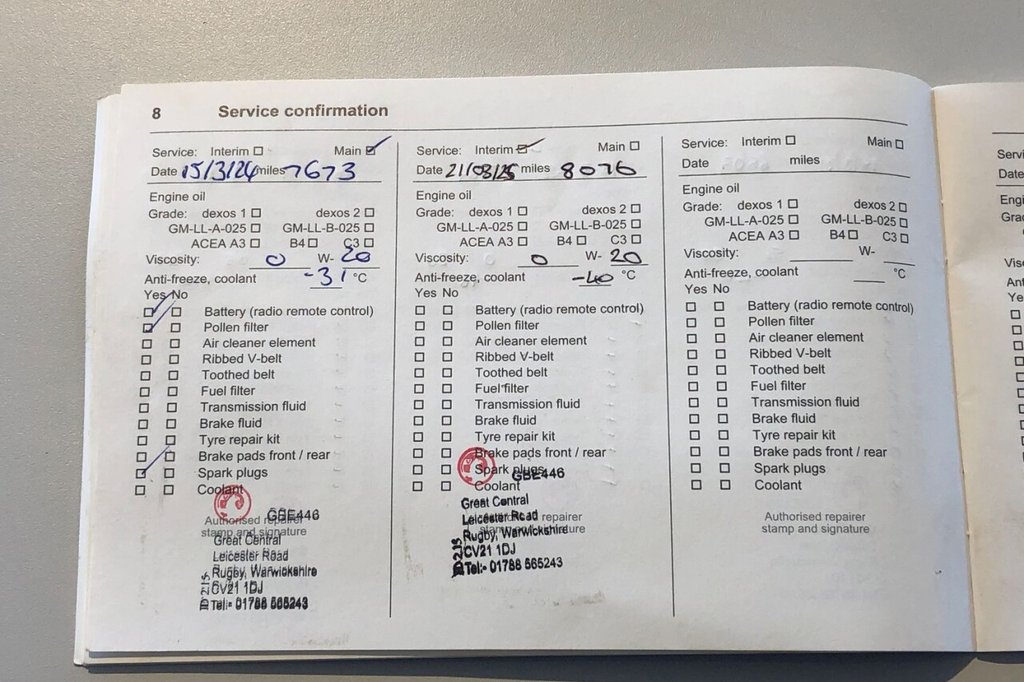 8 Service confirmation
Service: Interim Main
Date 15/3/24 miles 7673
Engine oil
Grade: dexos 1 dexos 2
GM-LL-A-025 GM-LL-B-025
ACEA A3 B4 C3
Viscosity: 0 W- 20
Anti-freeze, coolant -31 °C
Yes No
Battery (radio remote control)
Pollen filter
Air cleaner element
Ribbed V-belt
Toothed belt
Fuel filter
Transmission fluid
Brake fluid
Tyre repair kit
Brake pads front / rear
Spark plugs
Coolant
GBE446
Authorised repairer
stamp and signature
Great Central
Leicester Road
Rugby, Warwickshire
CV21 1DJ
Tel:- 01788 565243
Service: Interim Main
Date 21/03/25 miles 8076
Engine oil
Grade: dexos 1 dexos 2
GM-LL-A-025 GM-LL-B-025
ACEA A3 B4 C3
Viscosity: 0 W- 20
Anti-freeze, coolant -40 °C
Yes No
Battery (radio remote control)
Pollen filter
Air cleaner element
Ribbed V-belt
Toothed belt
Fuel filter
Transmission fluid
Brake fluid
Tyre repair kit
Brake pads front / rear
Spark plugs
GBE446
Coolant
Great Central
Leicester Road
Rugby, Warwickshire
CV21 1DJ
Tel:- 01788 565243
Service: Interim Main
Date miles
Engine oil
Grade: dexos 1 dexos 2
GM-LL-A-025 GM-LL-B-025
ACEA A3 B4 C3
Viscosity: W-
Anti-freeze, coolant °C
Yes No
Battery (radio remote control)
Pollen filter
Air cleaner element
Ribbed V-belt
Toothed belt
Fuel filter
Transmission fluid
Brake fluid
Tyre repair kit
Brake pads front / rear
Spark plugs
Coolant
Authorised repairer
stamp and signature